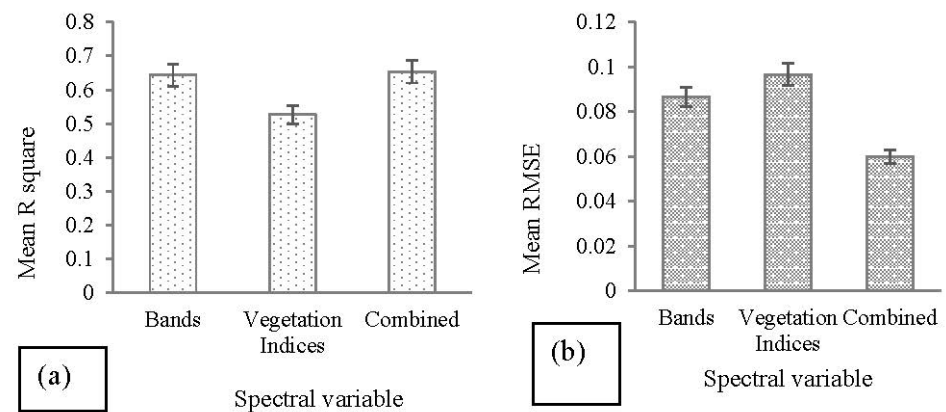 Mean R square
0.8
0.7
0.6
0.5
0.4
0.3
0.2
0.1
0
Bands Vegetation Indices Combined
(a)
Spectral variable
Mean RMSE
0.12
0.1
0.08
0.06
0.04
0.02
0
Bands Vegetation Indices Combined
(b)
Spectral variable